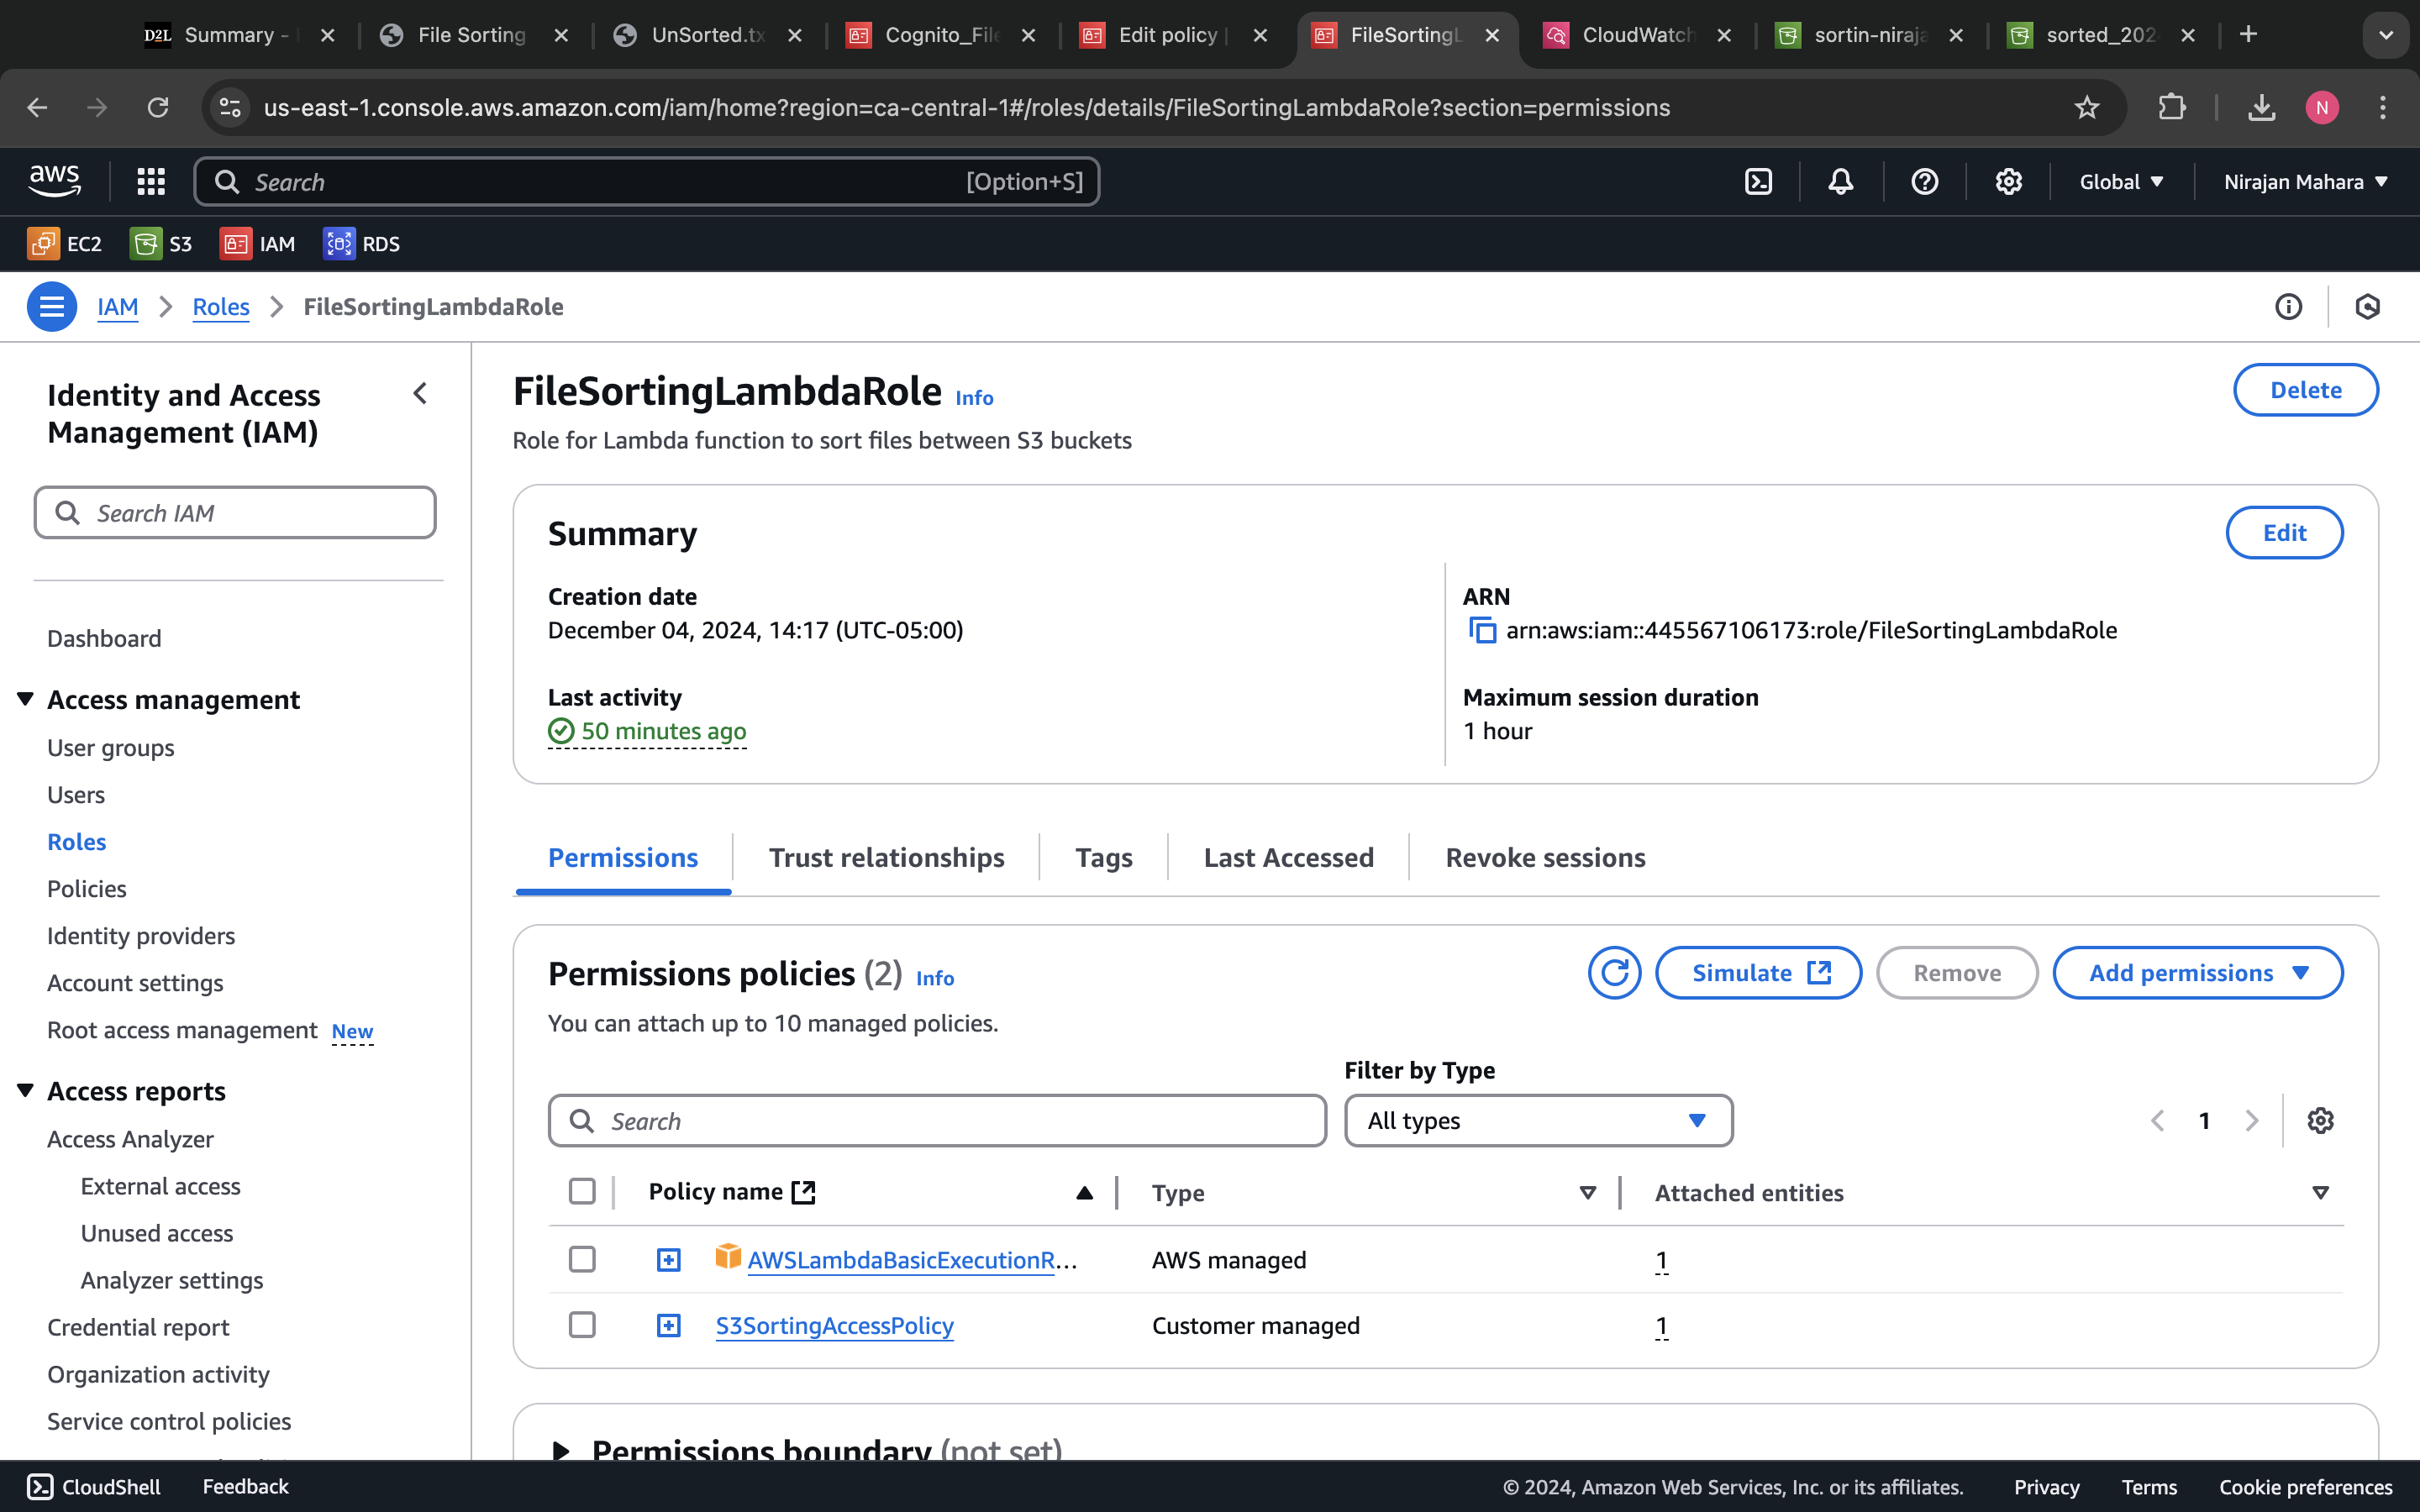 D2L Summary -
File Sorting
UnSorted.tx
Cognito_File
Edit policy |
FileSortingL
CloudWatch
sortin-niraja
sorted_202
us-east-1.console.aws.amazon.com/iam/home?region=ca-central-1#/roles/details/FileSortingLambdaRole?section=permissions
N
aws
Search
[Option+S]
Global
Nirajan Mahara
EC2
S3
IAM
RDS
IAM
Roles
FileSortingLambdaRole
Identity and Access
Management (IAM)
Search IAM
Dashboard
Access management
User groups
Users
Roles
Policies
Identity providers
Account settings
Root access management New
Access reports
Access Analyzer
External access
Unused access
Analyzer settings
Credential report
Organization activity
Service control policies
FileSortingLambdaRole Info
Delete
Role for Lambda function to sort files between S3 buckets
Summary
Edit
Creation date
December 04, 2024, 14:17 (UTC-05:00)
ARN
arn:aws:iam::445567106173:role/FileSortingLambdaRole
Last activity
50 minutes ago
Maximum session duration
1 hour
Permissions
Trust relationships
Tags
Last Accessed
Revoke sessions
Permissions policies (2) Info
Simulate
Remove
Add permissions
You can attach up to 10 managed policies.
Filter by Type
Search
All types
1
Policy name
Type
Attached entities
AWSLambdaBasicExecutionR...
AWS managed
1
S3SortingAccessPolicy
Customer managed
1
Permissions boundary (not set)
CloudShell
Feedback
© 2024, Amazon Web Services, Inc. or its affiliates.
Privacy
Terms
Cookie preferences